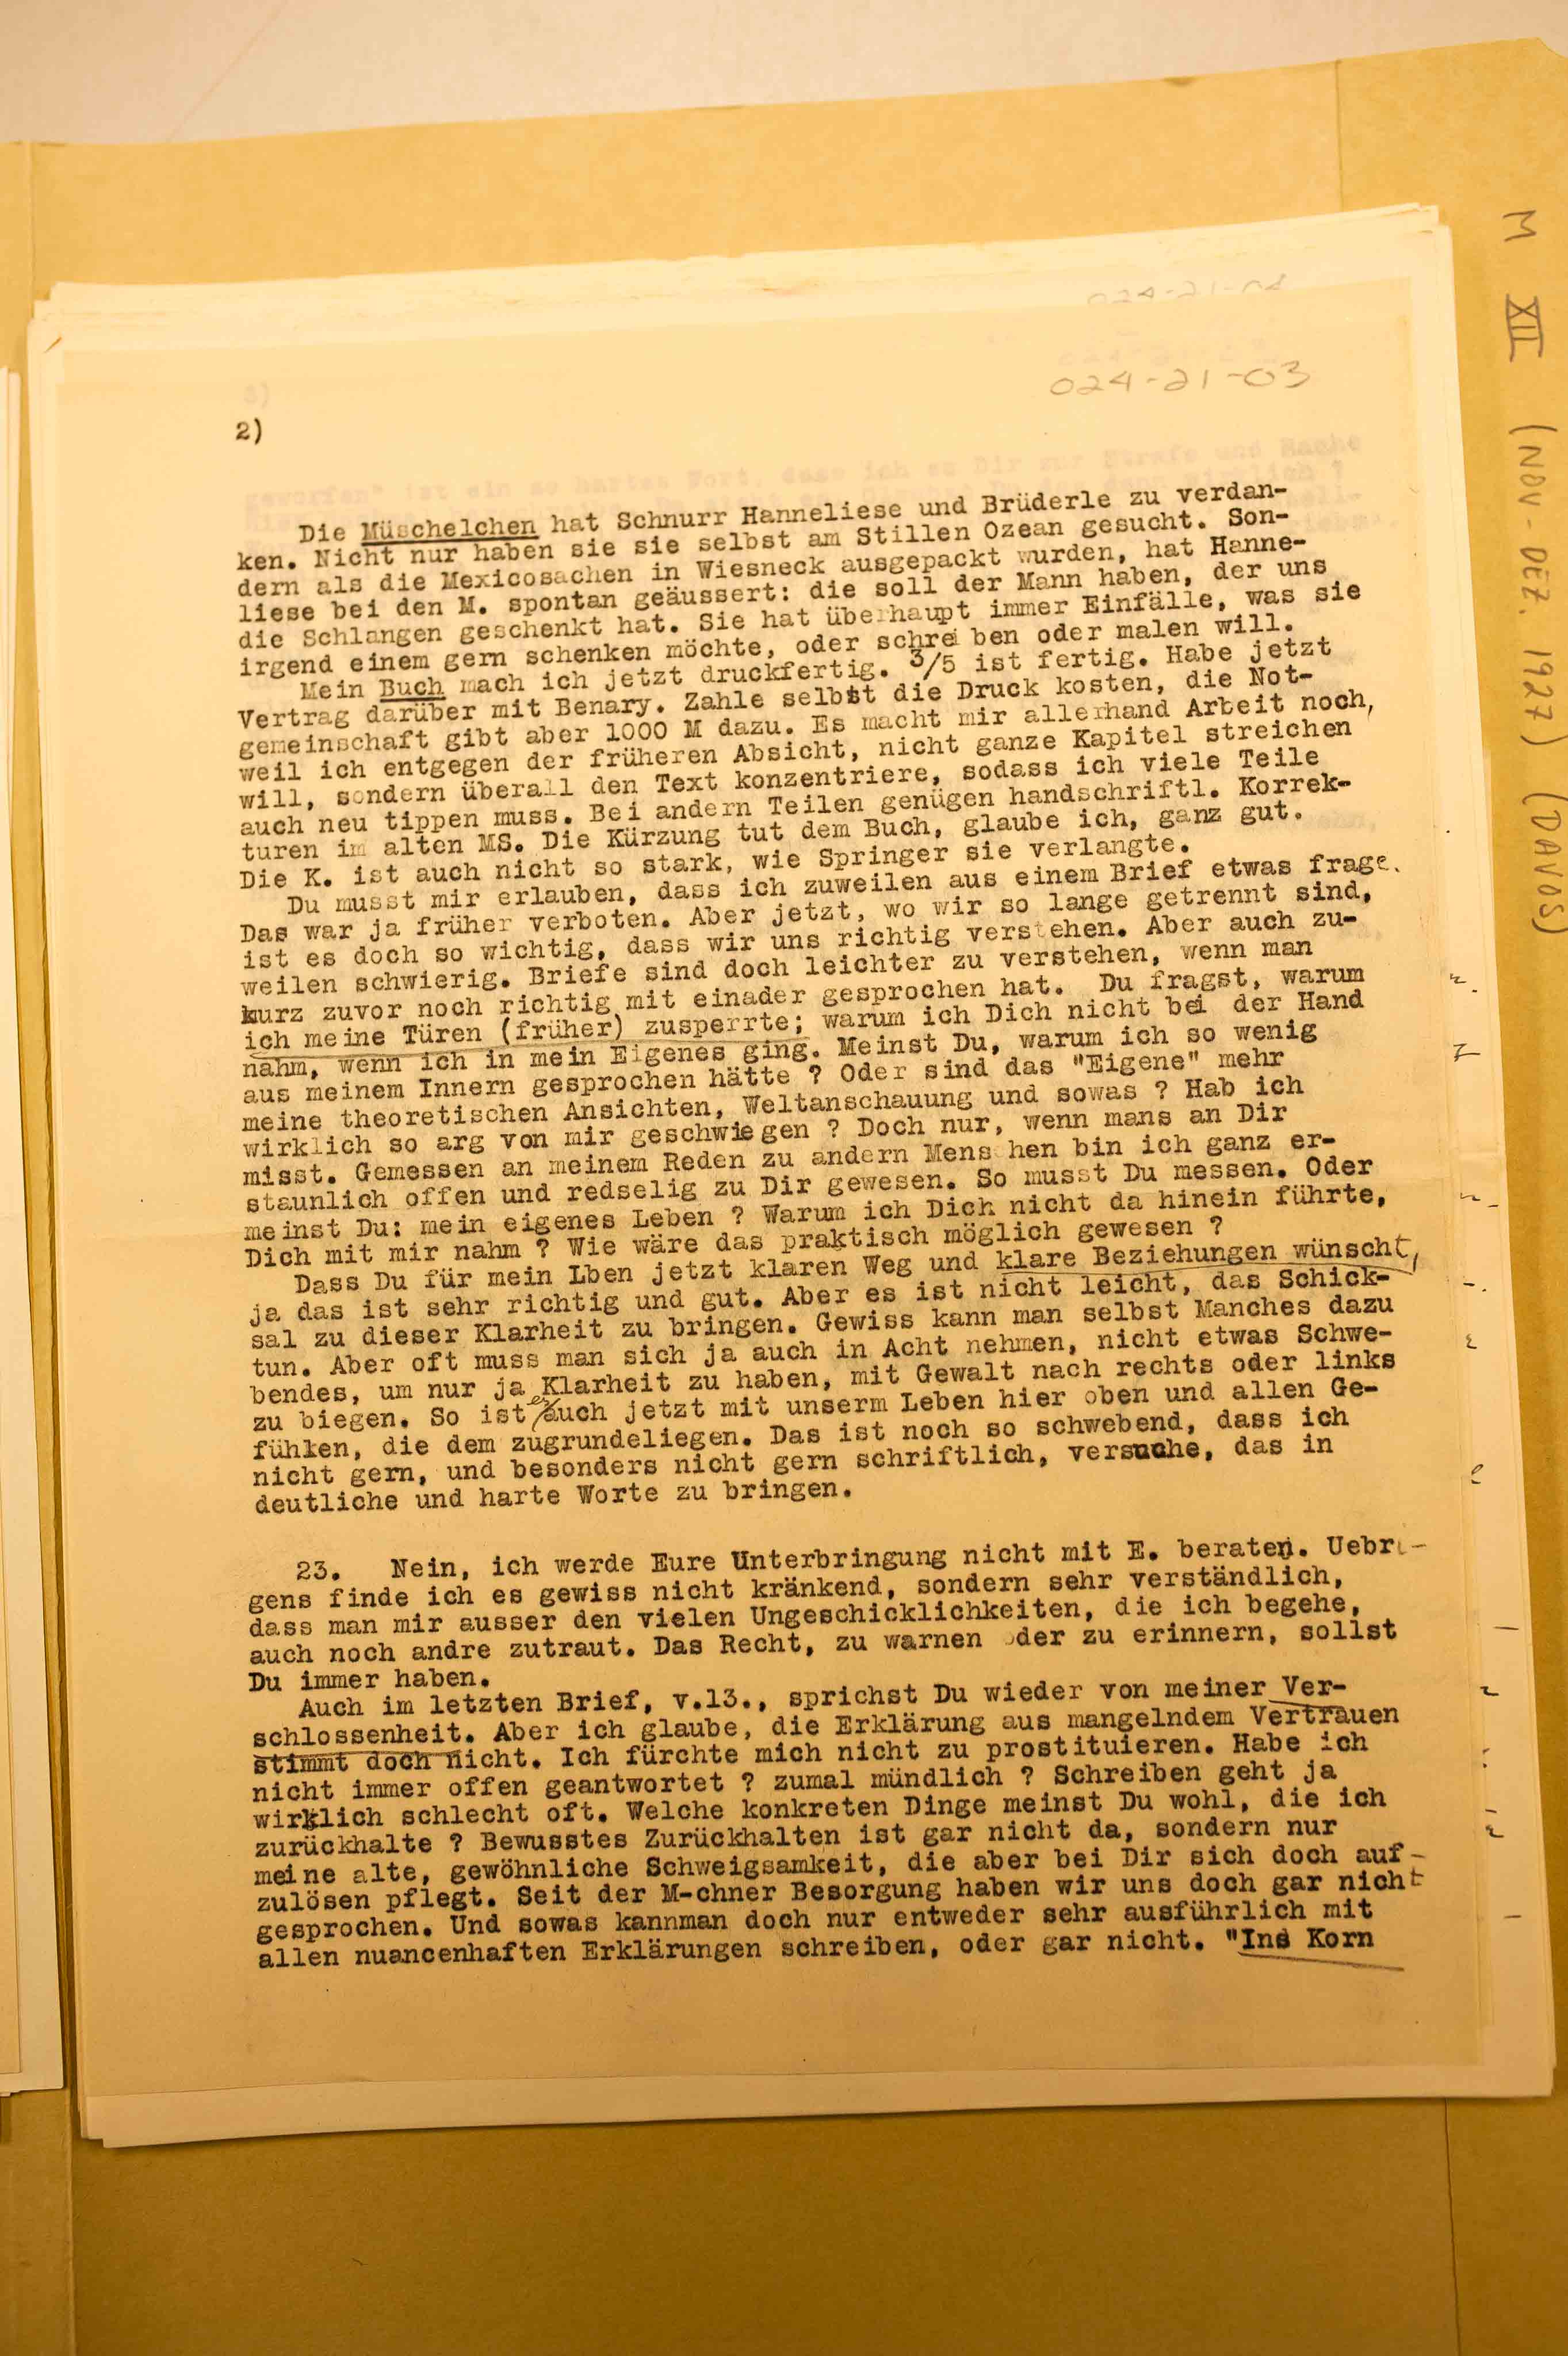 M XII (NOV - DEZ. 1927) (DAVOS)
024-21-03
2)
Die Müschelchen hat Schnurr Hanneliese und Brüderle zu verdan-
ken. Nicht nur haben sie sie selbst am Stillen Ozean gesucht. Son-
dern als die Mexicosachen in Wiesneck ausgepackt wurden, hat Hanne-
liese bei den M. spontan geäussert: die soll der Mann haben, der uns
die Schlangen geschenkt hat. Sie hat überhaupt immer Einfälle, was sie
irgend einem gern schenken möchte, oder schrei ben oder malen will.
Mein Buch mach ich jetzt druckfertig. 3/5 ist fertig. Habe jetzt
Vertrag darüber mit Benary. Zahle selbst die Druck kosten, die Not-
gemeinschaft gibt aber 1000 M dazu. Es macht mir allerhand Arbeit noch,
weil ich entgegen der früheren Absicht, nicht ganze Kapitel streichen
will, sondern überall den Text konzentriere, sodass ich viele Teile
auch neu tippen muss. Bei andern Teilen genügen handschriftl. Korrek-
turen im alten MS. Die Kürzung tut dem Buch, glaube ich, ganz gut.
Die K. ist auch nicht so stark, wie Springer sie verlangte.
Du musst mir erlauben, dass ich zuweilen aus einem Brief etwas frage.
Das war ja früher verboten. Aber jetzt, wo wir so lange getrennt sind,
ist es doch so wichtig, dass wir uns richtig verstehen. Aber auch zu-
weilen schwierig. Briefe sind doch leichter zu verstehen, wenn man
kurz zuvor noch richtig mit einader gesprochen hat. Du fragst, warum
ich meine Türen (früher) zusperrte; warum ich Dich nicht bei der Hand
nahm, wenn ich in mein Eigenes ging. Meinst Du, warum ich so wenig
aus meinem Innern gesprochen hätte ? Oder sind das "Eigene" mehr
meine theoretischen Ansichten, Weltanschauung und sowas ? Hab ich
wirklich so arg von mir geschwiegen ? Doch nur, wenn mans an Dir
misst. Gemessen an meinem Reden zu andern Mens hen bin ich ganz er-
staunlich offen und redselig zu Dir gewesen. So musst Du messen. Oder
meinst Du: mein eigenes Leben ? Warum ich Dich nicht da hinein führte,
Dich mit mir nahm ? Wie wäre das praktisch möglich gewesen ?
Dass Du für mein Lben jetzt klaren Weg und klare Beziehungen wünscht,
ja das ist sehr richtig und gut. Aber es ist nicht leicht, das Schick-
sal zu dieser Klarheit zu bringen. Gewiss kann man selbst Manches dazu
tun. Aber oft muss man sich ja auch in Acht nehmen, nicht etwas Schwe-
bendes, um nur ja Klarheit zu haben, mit Gewalt nach rechts oder links
zu biegen. So ist es auch jetzt mit unserm Leben hier oben und allen Ge-
fühlen, die dem zugrundeliegen. Das ist noch so schwebend, dass ich
nicht gern, und besonders nicht gern schriftlich, versuche, das in
deutliche und harte Worte zu bringen.
23. Nein, ich werde Eure Unterbringung nicht mit E. beraten. Uebri-
gens finde ich es gewiss nicht kränkend, sondern sehr verständlich,
dass man mir ausser den vielen Ungeschicklichkeiten, die ich begehe,
auch noch andre zutraut. Das Recht, zu warnen oder zu erinnern, sollst
Du immer haben.
Auch im letzten Brief, v.13., sprichst Du wieder von meiner Ver-
schlossenheit. Aber ich glaube, die Erklärung aus mangelndem Vertrauen
stimmt doch nicht. Ich fürchte mich nicht zu prostituieren. Habe ich
nicht immer offen geantwortet ? zumal mündlich ? Schreiben geht ja
wirklich schlecht oft. Welche konkreten Dinge meinst Du wohl, die ich
zurückhalte ? Bewusstes Zurückhalten ist gar nicht da, sondern nur
meine alte, gewöhnliche Schweigsamkeit, die aber bei Dir sich doch auf-
zulösen pflegt. Seit der M-chner Besorgung haben wir uns doch gar nicht
gesprochen. Und sowas kannman doch nur entweder sehr ausführlich mit
allen nuancenhaften Erklärungen schreiben, oder gar nicht. "Ins Korn